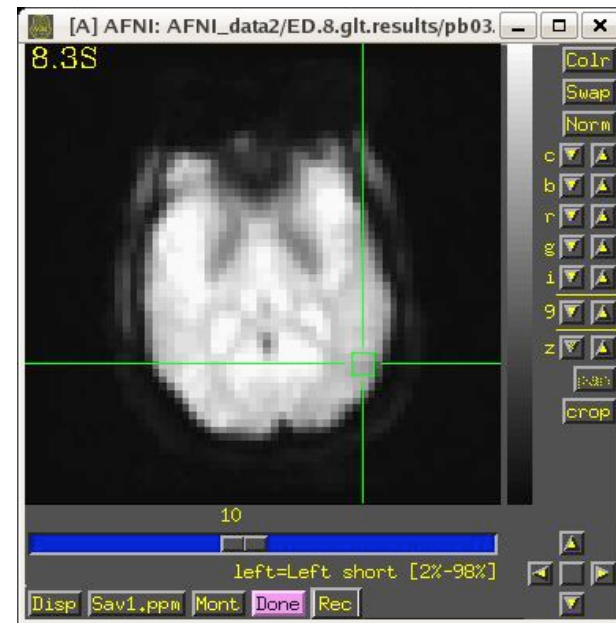 [A] AFNI: AFNI_data2/ED.8.glt.results/pb03.
8.3S
Colr
Swap
Norm
c
b
r
g
i
9
z
pan
crop
10
left=Left short [2%-98%]
Disp Sav1.ppm Mont Done Rec